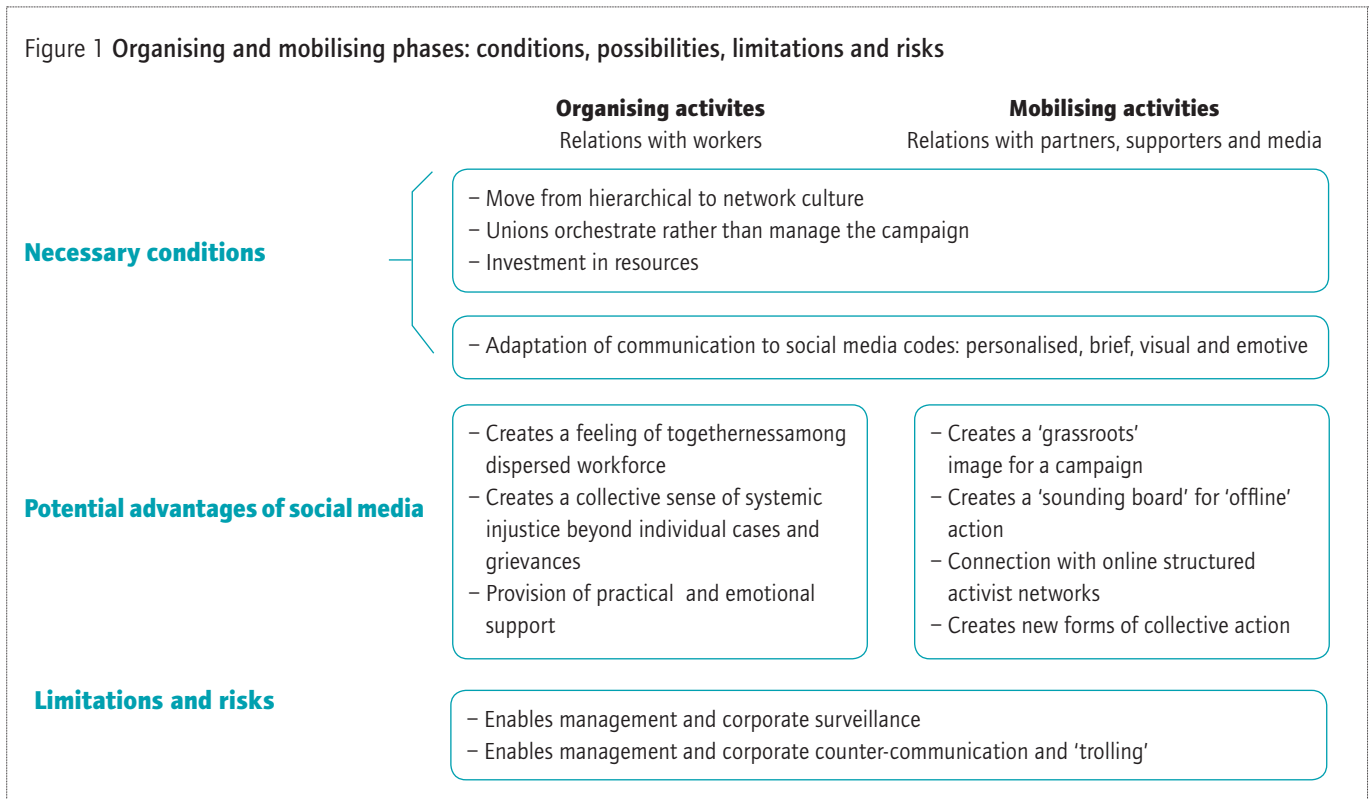 Figure 1 Organising and mobilising phases: conditions, possibilities, limitations and risks
Organising activites
Relations with workers
Mobilising activities
Relations with partners, supporters and media
Necessary conditions
– Move from hierarchical to network culture
– Unions orchestrate rather than manage the campaign
– Investment in resources
– Adaptation of communication to social media codes: personalised, brief, visual and emotive
Potential advantages of social media
– Creates a feeling of togethernessamong
dispersed workforce
– Creates a collective sense of systemic
injustice beyond individual cases and
grievances
– Provision of practical and emotional
support
– Creates a 'grassroots'
image for a campaign
– Creates a 'sounding board' for 'offline'
action
– Connection with online structured
activist networks
– Creates new forms of collective action
Limitations and risks
– Enables management and corporate surveillance
– Enables management and corporate counter-communication and 'trolling'